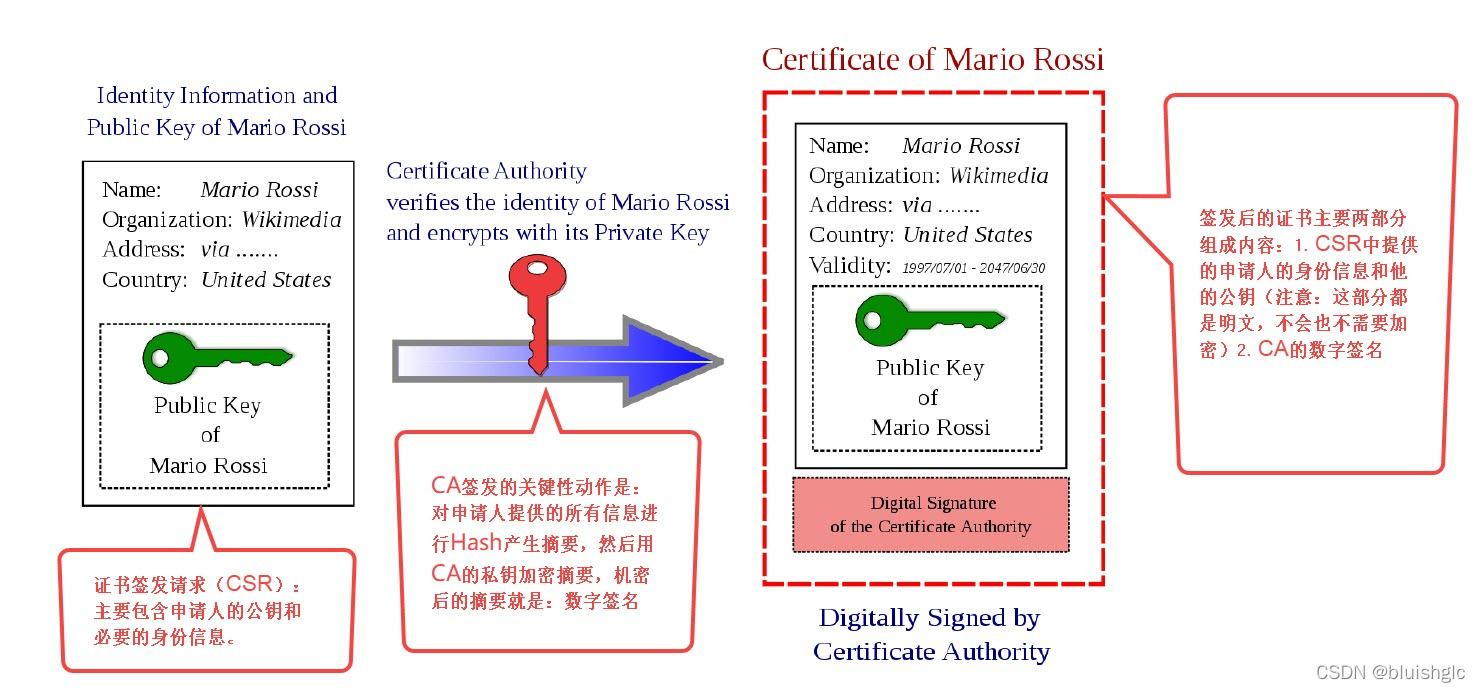 Identity Information and
Public Key of Mario Rossi
Name: Mario Rossi
Organization: Wikimedia
Address: via .......
Country: United States
Public Key
of
Mario Rossi
证书签发请求（CSR）：
主要包含申请人的公钥和
必要的身份信息。
Certificate Authority
verifies the identity of Mario Rossi
and encrypts with its Private Key
CA签发的关键性动作是：
对申请人提供的所有信息进
行Hash产生摘要，然后用
CA的私钥加密摘要，机密
后的摘要就是：数字签名
Certificate of Mario Rossi
Name: Mario Rossi
Organization: Wikimedia
Address: via .......
Country: United States
Validity: 1997/07/01 - 2047/06/30
Public Key
of
Mario Rossi
Digital Signature
of the Certificate Authority
Digitally Signed by
Certificate Authority
签发后的证书主要两部分
组成内容：1. CSR中提供
的申请人的身份信息和他
的公钥（注意：这部分都
是明文，不会也不需要加
密）2. CA的数字签名
CSDN @bluishglc